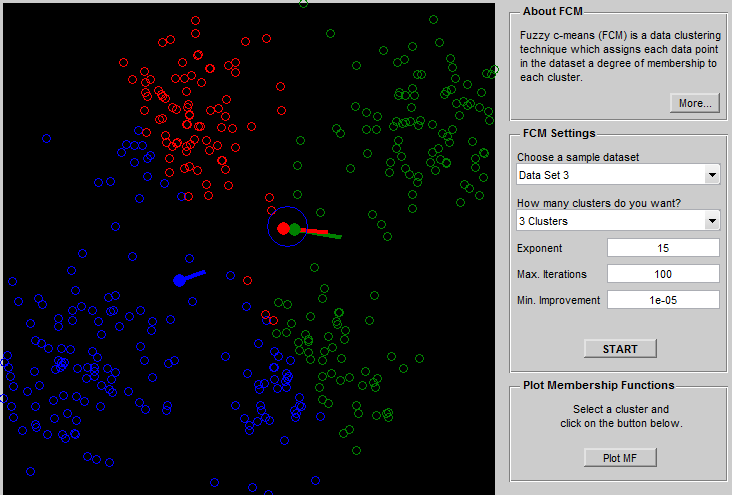 About FCM
Fuzzy c-means (FCM) is a data clustering
technique which assigns each data point
in the dataset a degree of membership to
each cluster.
More...
FCM Settings
Choose a sample dataset
Data Set 3
How many clusters do you want?
3 Clusters
Exponent 15
Max. Iterations 100
Min. Improvement 1e-05
START
Plot Membership Functions
Select a cluster and
click on the button below.
Plot MF